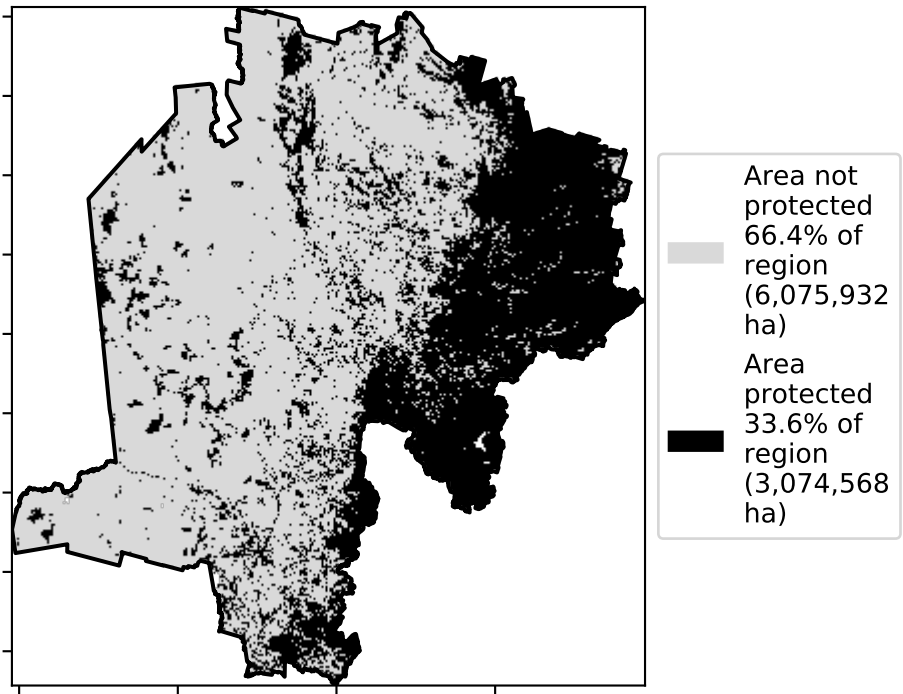 Area not
protected
66.4% of
region
(6,075,932
ha)
Area
protected
33.6% of
region
(3,074,568
ha)